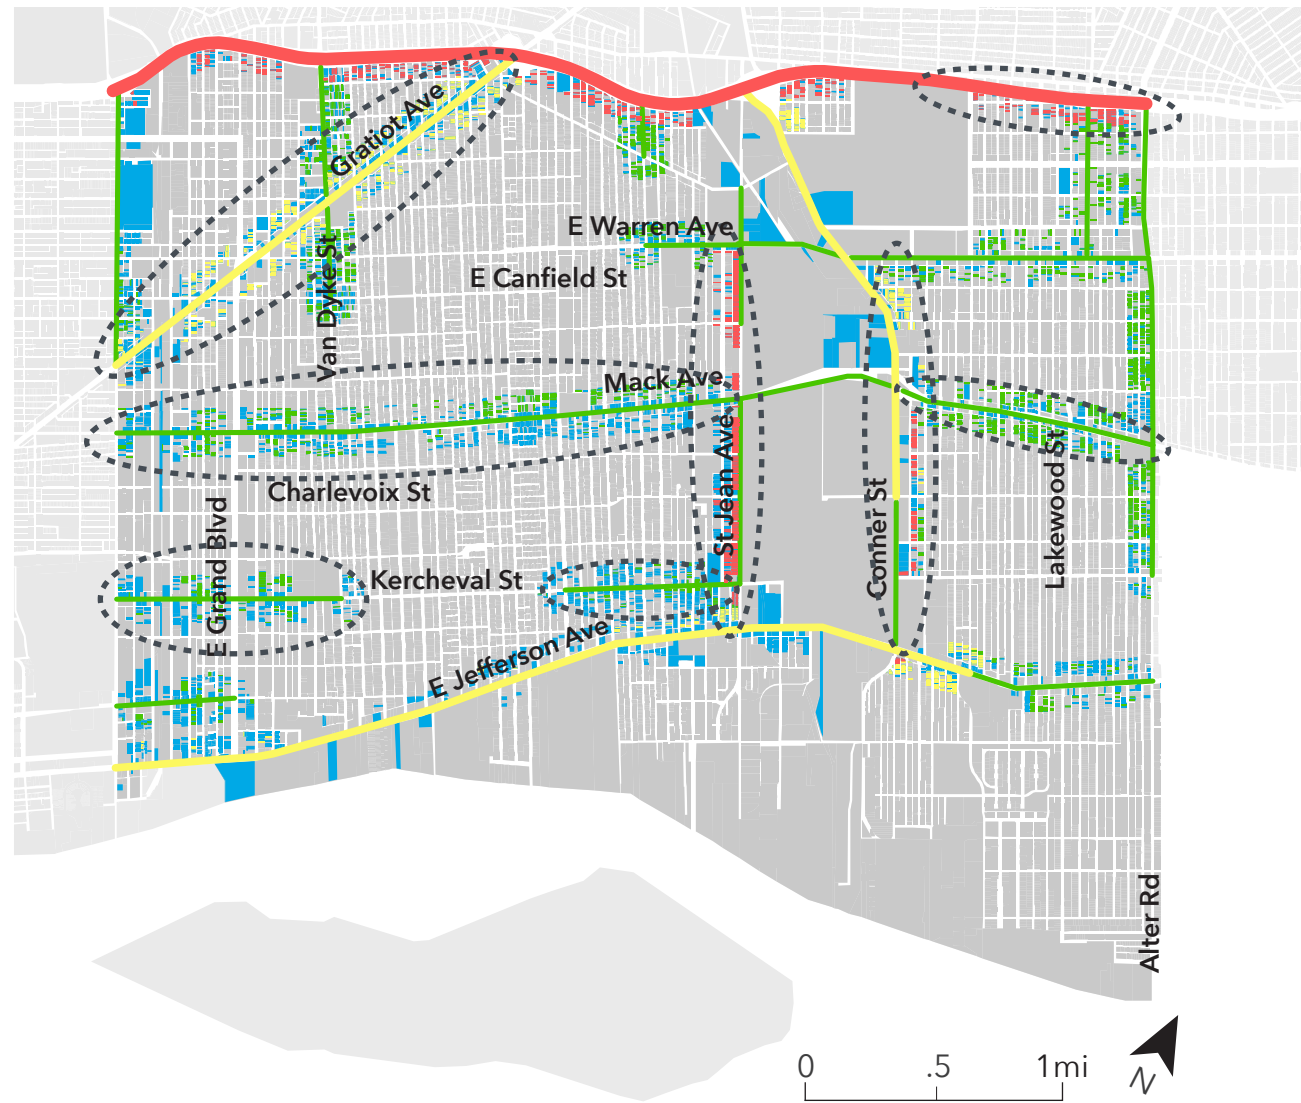 Gratiot Ave
E Warren Ave
Van Dyke St
E Canfield St
Mack Ave
Charlevoix St
St Jean Ave
E Grand Blvd
Kercheval St
Conner St
Lakewood St
E Jefferson Ave
Alter Rd
0 .5 1mi
N